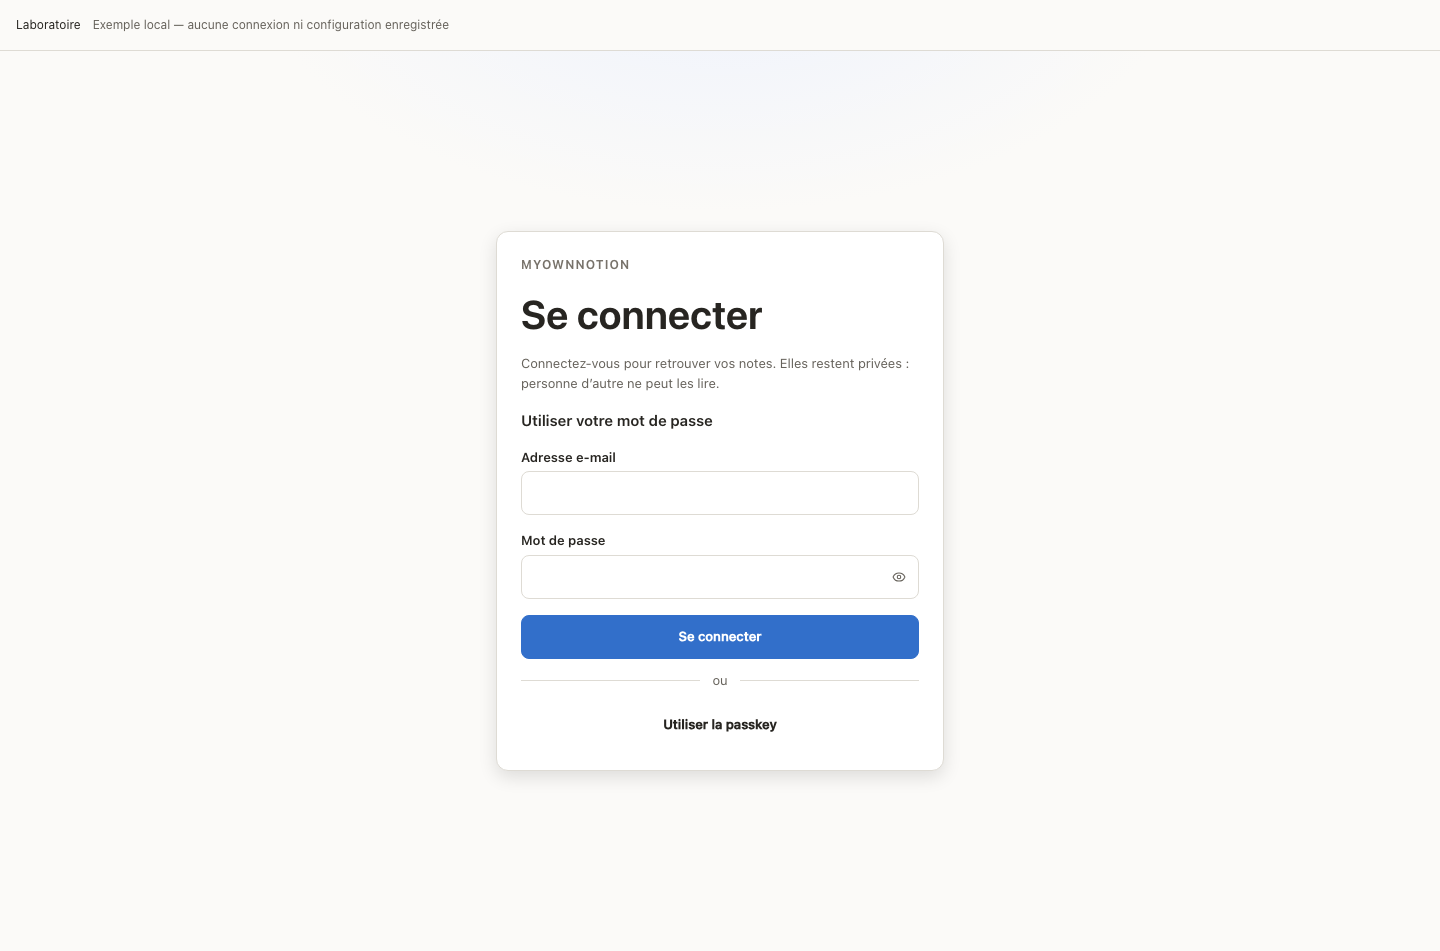 Laboratoire Exemple local — aucune connexion ni configuration enregistrée
MYOWNNOTION
Se connecter
Connectez-vous pour retrouver vos notes. Elles restent privées :
personne d’autre ne peut les lire.
Utiliser votre mot de passe
Adresse e-mail
Mot de passe
Se connecter
ou
Utiliser la passkey